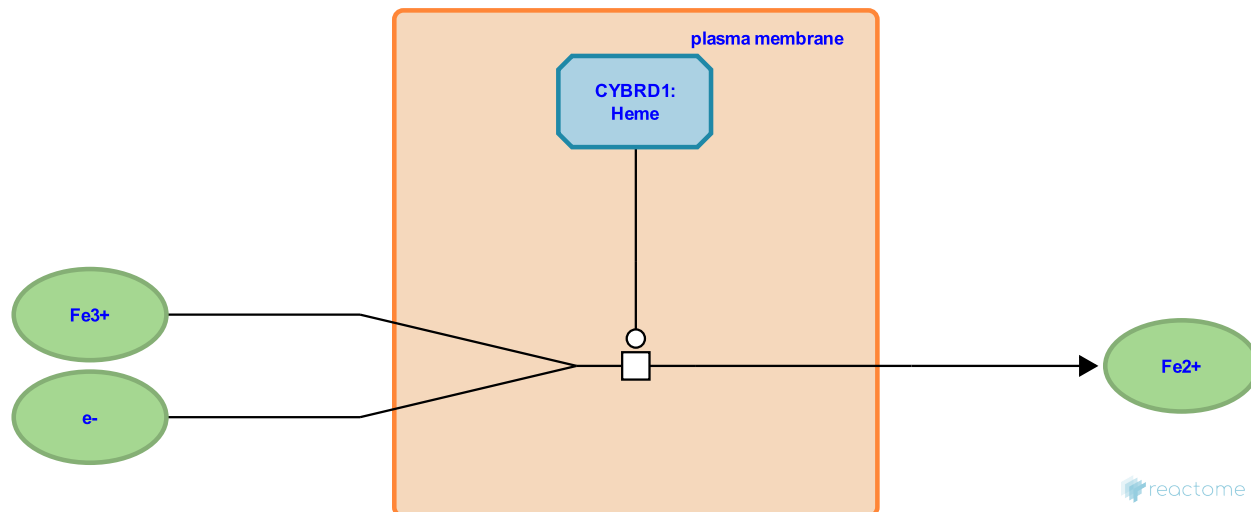 plasma membrane
CYBRD1:
Heme
Fe3+
e-
Fe2+
reactome